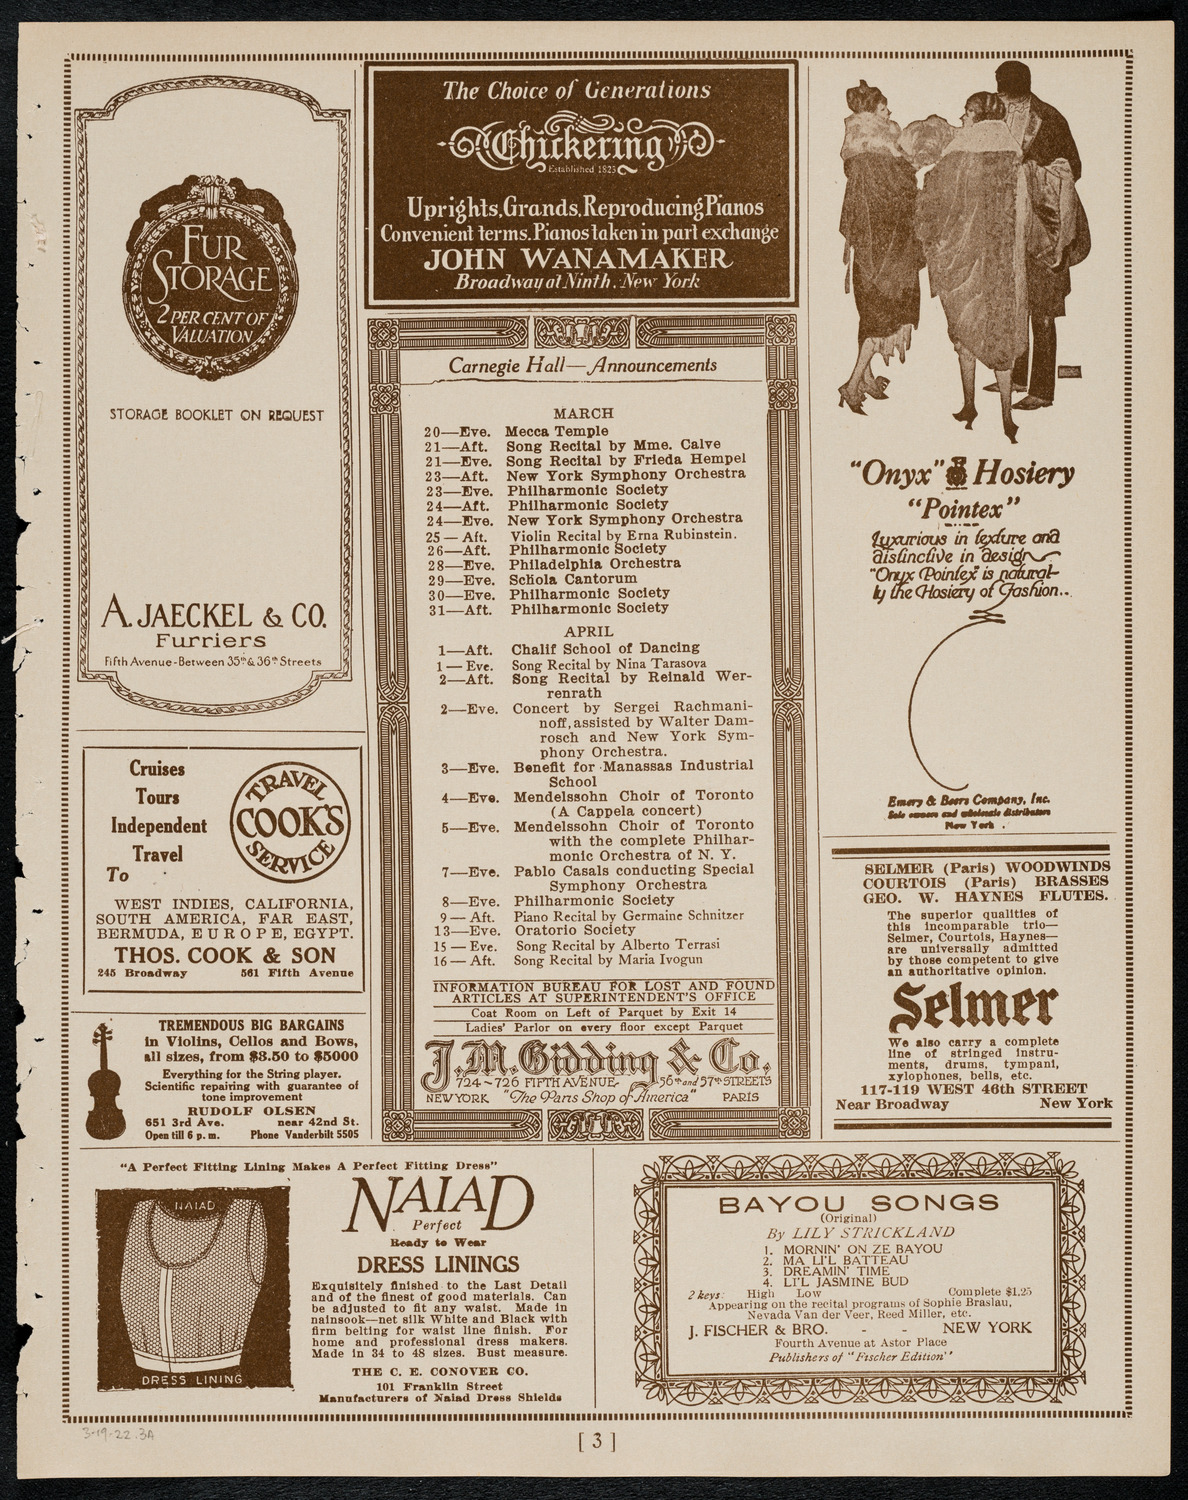 FUR
STORAGE
2 PER CENT OF
VALUATION
STORAGE BOOKLET ON REQUEST
A. JAECKEL & CO.
Furriers
Fifth Avenue-Between 35th & 36th Streets
Cruises
Tours
Independent
Travel
To
TRAVEL
COOK'S
SERVICE
WEST INDIES, CALIFORNIA,
SOUTH AMERICA, FAR EAST,
BERMUDA, EUROPE, EGYPT.
THOS. COOK & SON
245 Broadway 561 Fifth Avenue
TREMENDOUS BIG BARGAINS
in Violins, Cellos and Bows,
all sizes, from $3.50 to $5000
Everything for the String player.
Scientific repairing with guarantee of
tone improvement
RUDOLF OLSEN
651 3rd Ave. near 42nd St.
Open till 6 p.m. Phone Vanderbilt 5505
The Choice of Generations
Chickering
Established 1823
Uprights, Grands, Reproducing Pianos
Convenient terms. Pianos taken in part exchange
JOHN WANAMAKER
Broadway at Ninth. New York
Carnegie Hall—Announcements
MARCH
20—Eve. Mecca Temple
21—Aft. Song Recital by Mme. Calve
21—Eve. Song Recital by Frieda Hempel
23—Aft. New York Symphony Orchestra
23—Eve. Philharmonic Society
24—Aft. Philharmonic Society
24—Eve. New York Symphony Orchestra
25—Aft. Violin Recital by Erna Rubinstein.
26—Aft. Philharmonic Society
28—Eve. Philadelphia Orchestra
29—Eve. Schola Cantorum
30—Eve. Philharmonic Society
31—Aft. Philharmonic Society
APRIL
1—Aft. Chalif School of Dancing
1—Eve. Song Recital by Nina Tarasova
2—Aft. Song Recital by Reinald Wer-
renrath
2—Eve. Concert by Sergei Rachmani-
noff, assisted by Walter Dam-
rosch and New York Sym-
phony Orchestra.
3—Eve. Benefit for Manassas Industrial
School
4—Eve. Mendelssohn Choir of Toronto
(A Cappela concert)
5—Eve. Mendelssohn Choir of Toronto
with the complete Philhar-
monic Orchestra of N. Y.
7—Eve. Pablo Casals conducting Special
Symphony Orchestra
8—Eve. Philharmonic Society
9—Aft. Piano Recital by Germaine Schnitzer
13—Eve. Oratorio Society
15—Eve. Song Recital by Alberto Terrasi
16—Aft. Song Recital by Maria Ivogun
INFORMATION BUREAU FOR LOST AND FOUND
ARTICLES AT SUPERINTENDENT'S OFFICE
Coat Room on Left of Parquet by Exit 14
Ladies' Parlor on every floor except Parquet
J.M. Gidding & Co.
724~726 FIFTH AVENUE 56th and 57th STREETS
NEW YORK "The Paris Shop of America" PARIS
"Onyx" Hosiery
"Pointex"
Luxurious in texture and
distinctive in design
"Onyx Pointex" is natural-
ly the Hosiery of Fashion..
Emery & Beers Company, Inc.
Sole owners and wholesale distributors
New York.
SELMER (Paris) WOODWINDS
COURTOIS (Paris) BRASSES
GEO. W. HAYNES FLUTES.
The superior qualities of
this incomparable trio—
Selmer, Courtois, Haynes—
are universally admitted
by those competent to give
an authoritative opinion.
Selmer
We also carry a complete
line of stringed instru-
ments, drums, tympani,
xylophones, bells, etc.
117-119 WEST 46th STREET
Near Broadway New York
"A Perfect Fitting Lining Makes A Perfect Fitting Dress"
NAIAD
DRESS LINING
NAIAD
Perfect
Ready to Wear
DRESS LININGS
Exquisitely finished to the Last Detail
and of the finest of good materials. Can
be adjusted to fit any waist. Made in
nainsook—net silk White and Black with
firm belting for waist line finish. For
home and professional dress makers.
Made in 34 to 48 sizes. Bust measure.
THE C. E. CONOVER CO.
101 Franklin Street
Manufacturers of Naiad Dress Shields
BAYOU SONGS
(Original)
By LILY STRICKLAND
1. MORNIN' ON ZE BAYOU
2. MA LI'L BATTEAU
3. DREAMIN' TIME
4. LI'L JASMINE BUD
2 keys: High Low Complete $1.25
Appearing on the recital programs of Sophie Braslau,
Nevada Van der Veer, Reed Miller, etc.
J. FISCHER & BRO. - - NEW YORK
Fourth Avenue at Astor Place
Publishers of "Fischer Edition"
3-19-22.3A
[3]